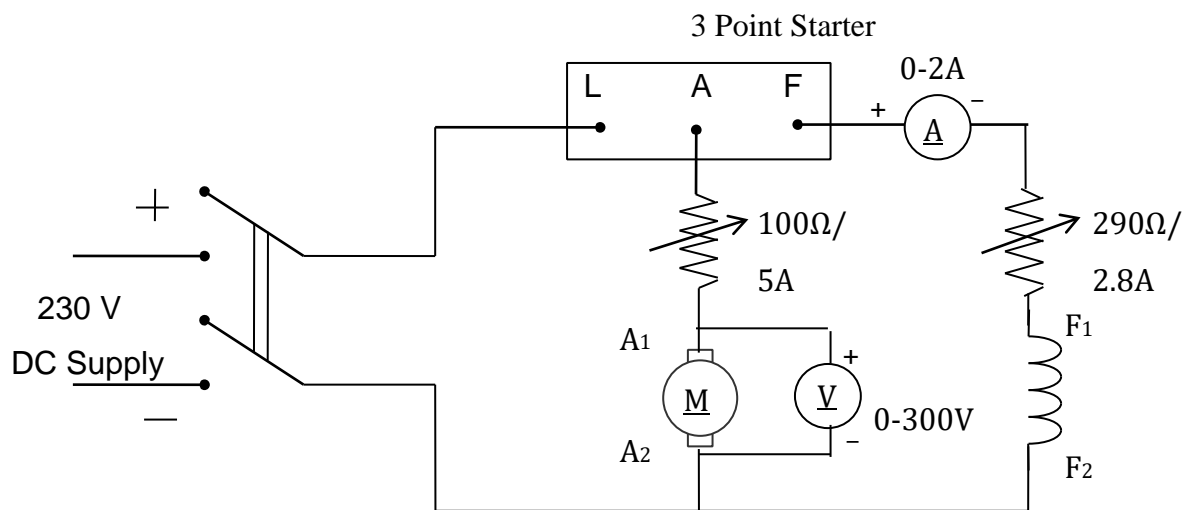 3 Point Starter
0-2A
L A F
+ −
A
+
100Ω/
290Ω/
5A
2.8A
230 V
DC Supply
−
A1
F1
+
M
V
0-300V
−
A2
F2